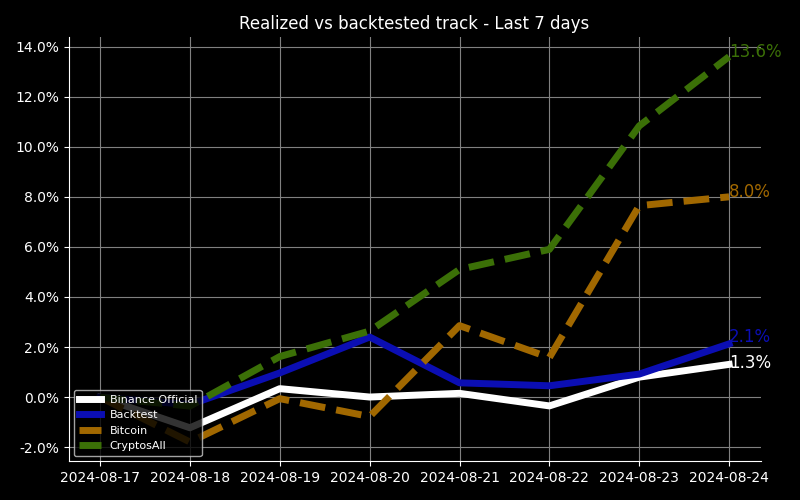 Realized vs backtested track - Last 7 days
14.0%
12.0%
10.0%
8.0%
6.0%
4.0%
2.0%
0.0%
-2.0%
13.6%
8.0%
2.1%
1.3%
Binance Official
Backtest
Bitcoin
CryptosAll
2024-08-17 2024-08-18 2024-08-19 2024-08-20 2024-08-21 2024-08-22 2024-08-23 2024-08-24